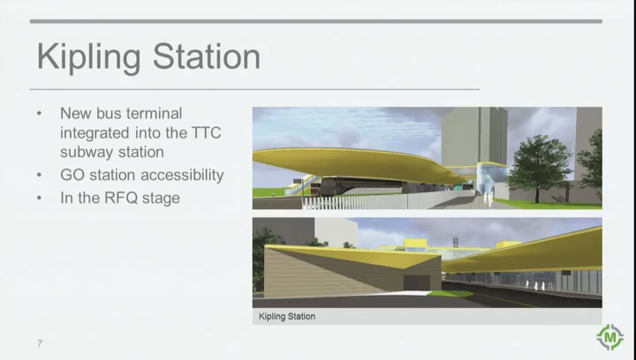 Kipling Station
• New bus terminal
integrated into the TTC
subway station
• GO station accessibility
• In the RFQ stage
Kipling Station
7
M